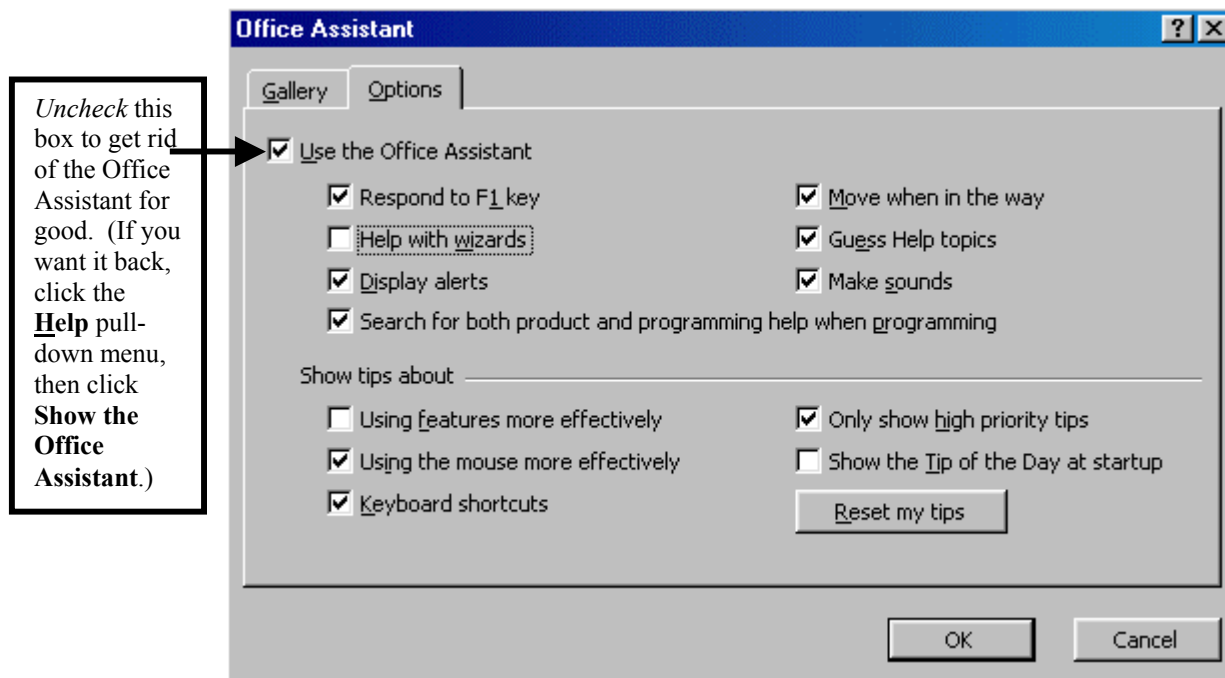 Office Assistant
Gallery Options
Uncheck this
box to get rid
of the Office
Assistant for
good. (If you
want it back,
click the
Help pull-
down menu,
then click
Show the
Office
Assistant.)
Use the Office Assistant
Respond to F1 key
Move when in the way
Help with wizards
Guess Help topics
Display alerts
Make sounds
Search for both product and programming help when programming
Show tips about
Using features more effectively
Only show high priority tips
Using the mouse more effectively
Show the Tip of the Day at startup
Keyboard shortcuts
Reset my tips
OK
Cancel